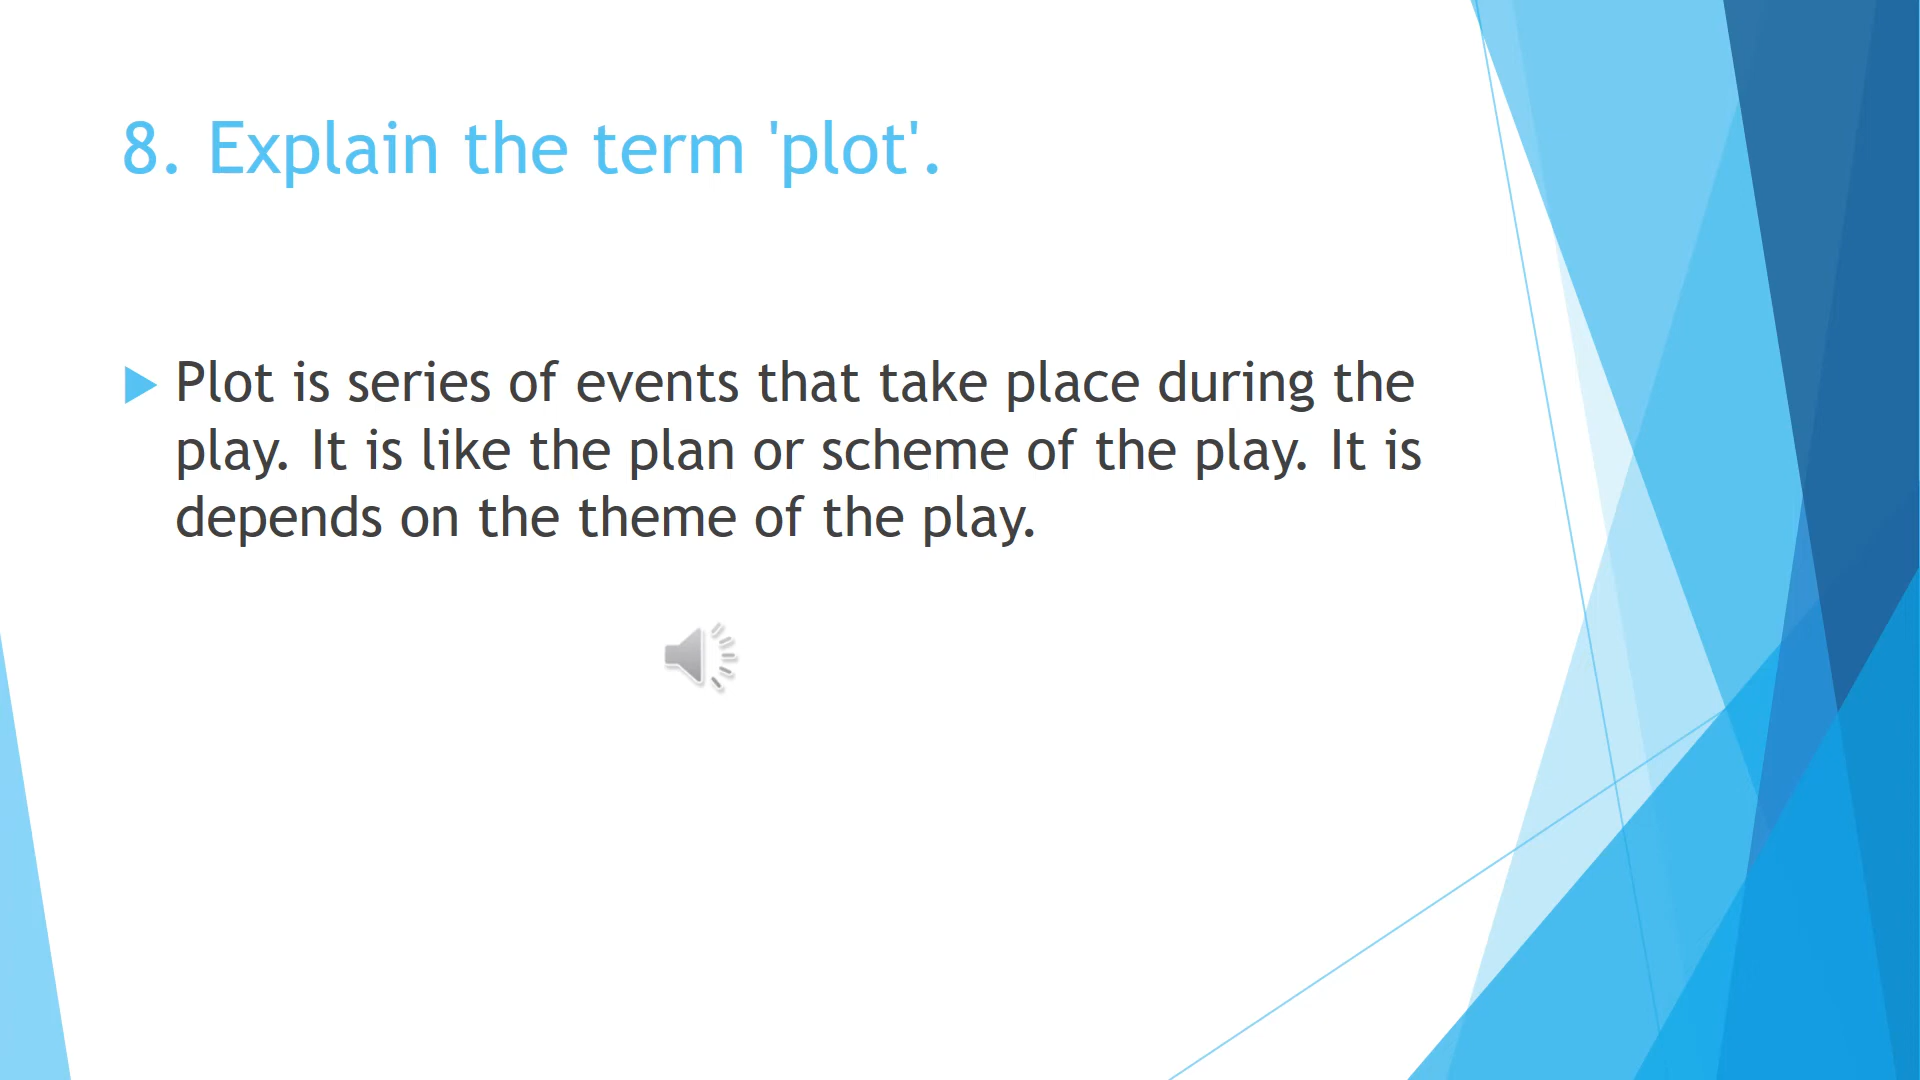 8. Explain the term 'plot'.
Plot is series of events that take place during the
play. It is like the plan or scheme of the play. It is
depends on the theme of the play.